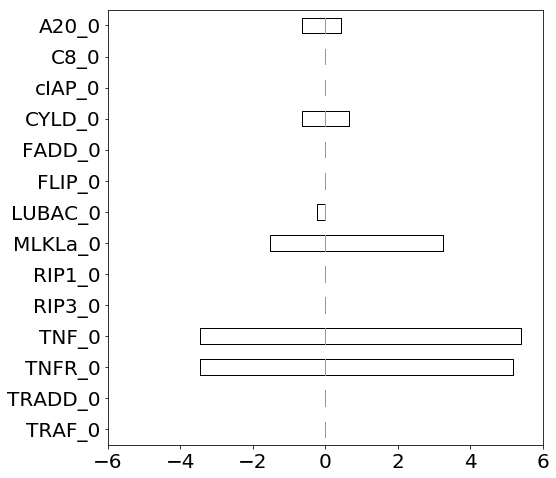 A20_0
C8_0
cIAP_0
CYLD_0
FADD_0
FLIP_0
LUBAC_0
MLKLa_0
RIP1_0
RIP3_0
TNF_0
TNFR_0
TRADD_0
TRAF_0
−6 −4 −2 0 2 4 6